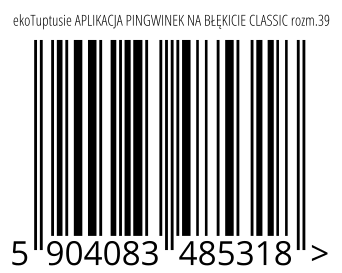 ekoTuptusie APLIKACJA PINGWINEK NA BŁĘKICIE CLASSIC rozm.39
5 904083 485318 >